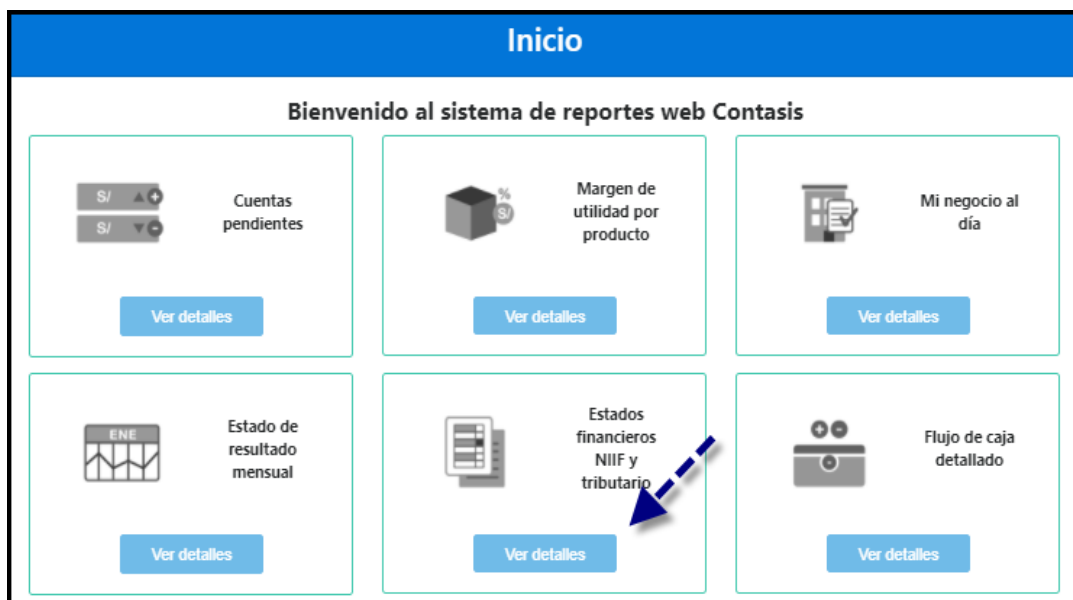 Inicio
Bienvenido al sistema de reportes web Contasis
S/
S/
Cuentas
pendientes
Ver detalles
%
S/
Margen de
utilidad por
producto
Ver detalles
Mi negocio al
día
Ver detalles
ENE
Estado de
resultado
mensual
Ver detalles
Estados
financieros
NIIF y
tributario
Ver detalles
Flujo de caja
detallado
Ver detalles